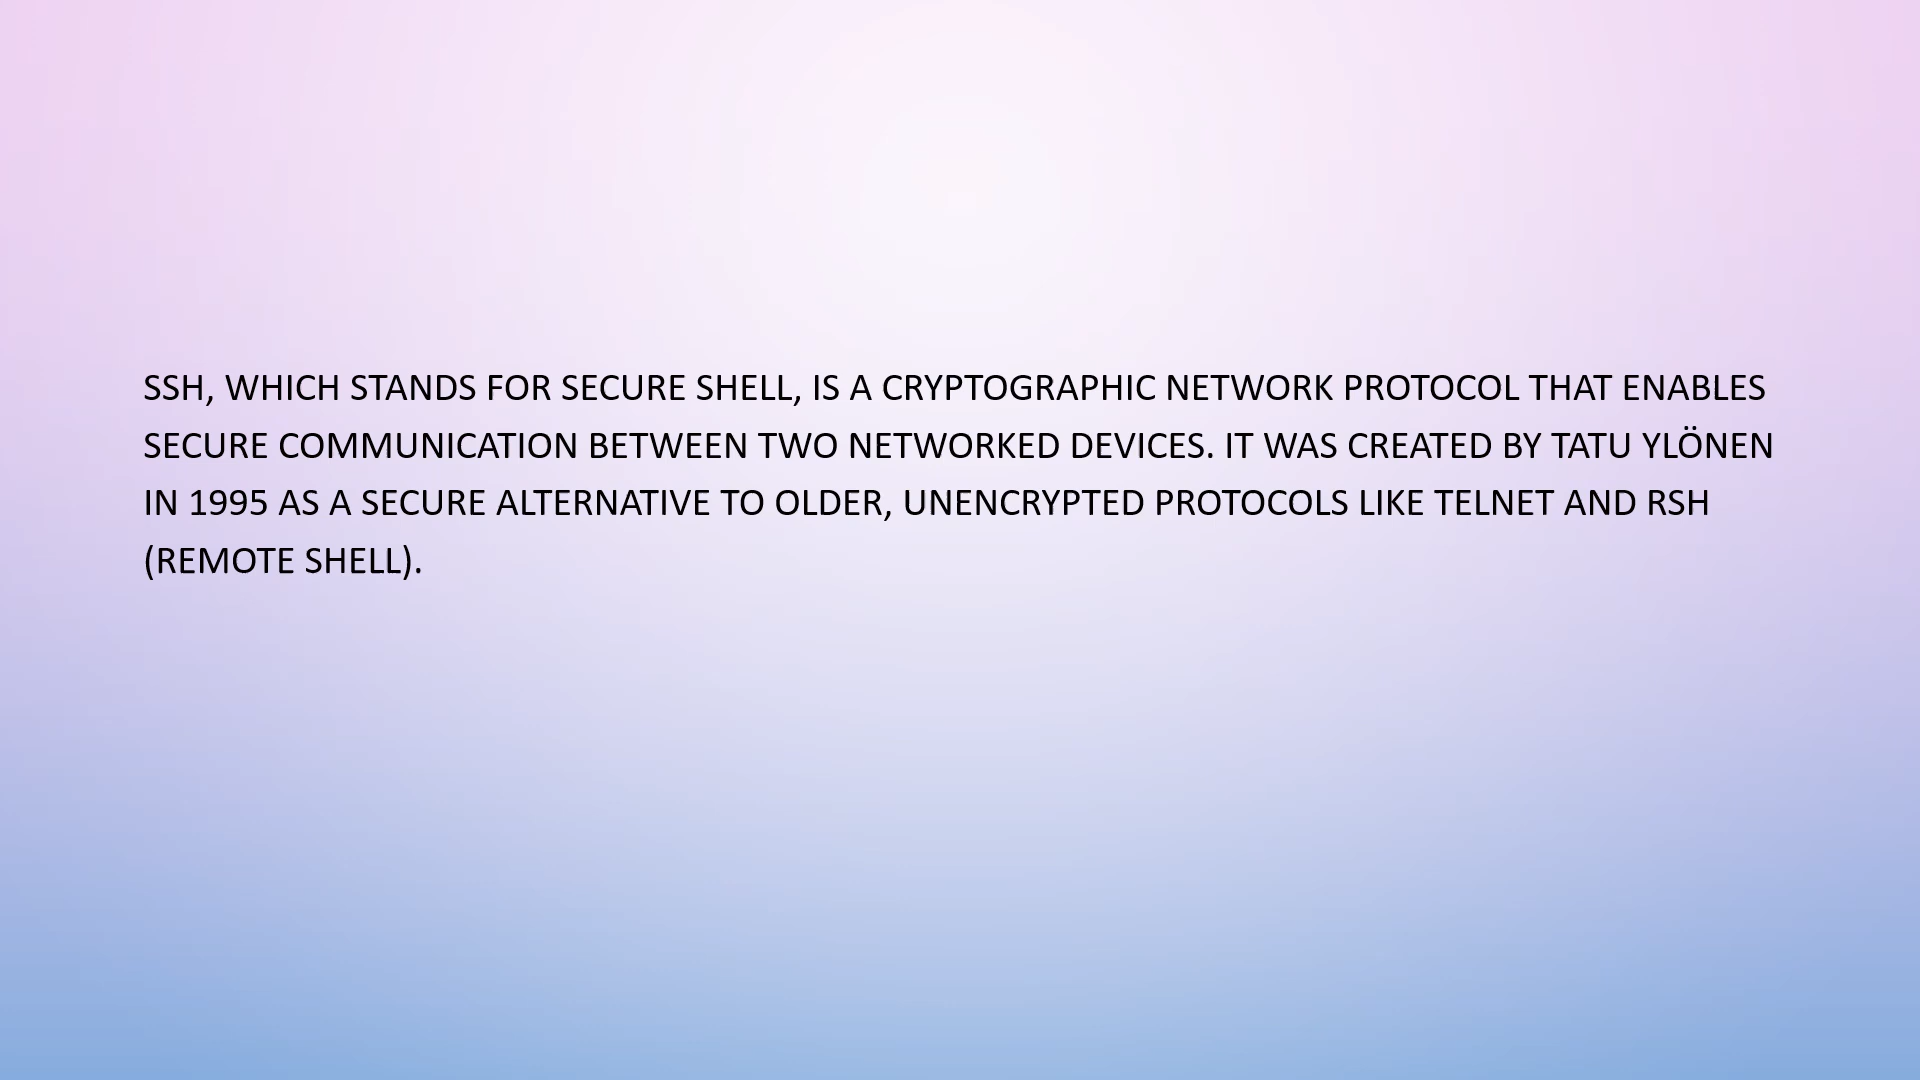 SSH, WHICH STANDS FOR SECURE SHELL, IS A CRYPTOGRAPHIC NETWORK PROTOCOL THAT ENABLES
SECURE COMMUNICATION BETWEEN TWO NETWORKED DEVICES. IT WAS CREATED BY TATU YLÖNEN
IN 1995 AS A SECURE ALTERNATIVE TO OLDER, UNENCRYPTED PROTOCOLS LIKE TELNET AND RSH
(REMOTE SHELL).